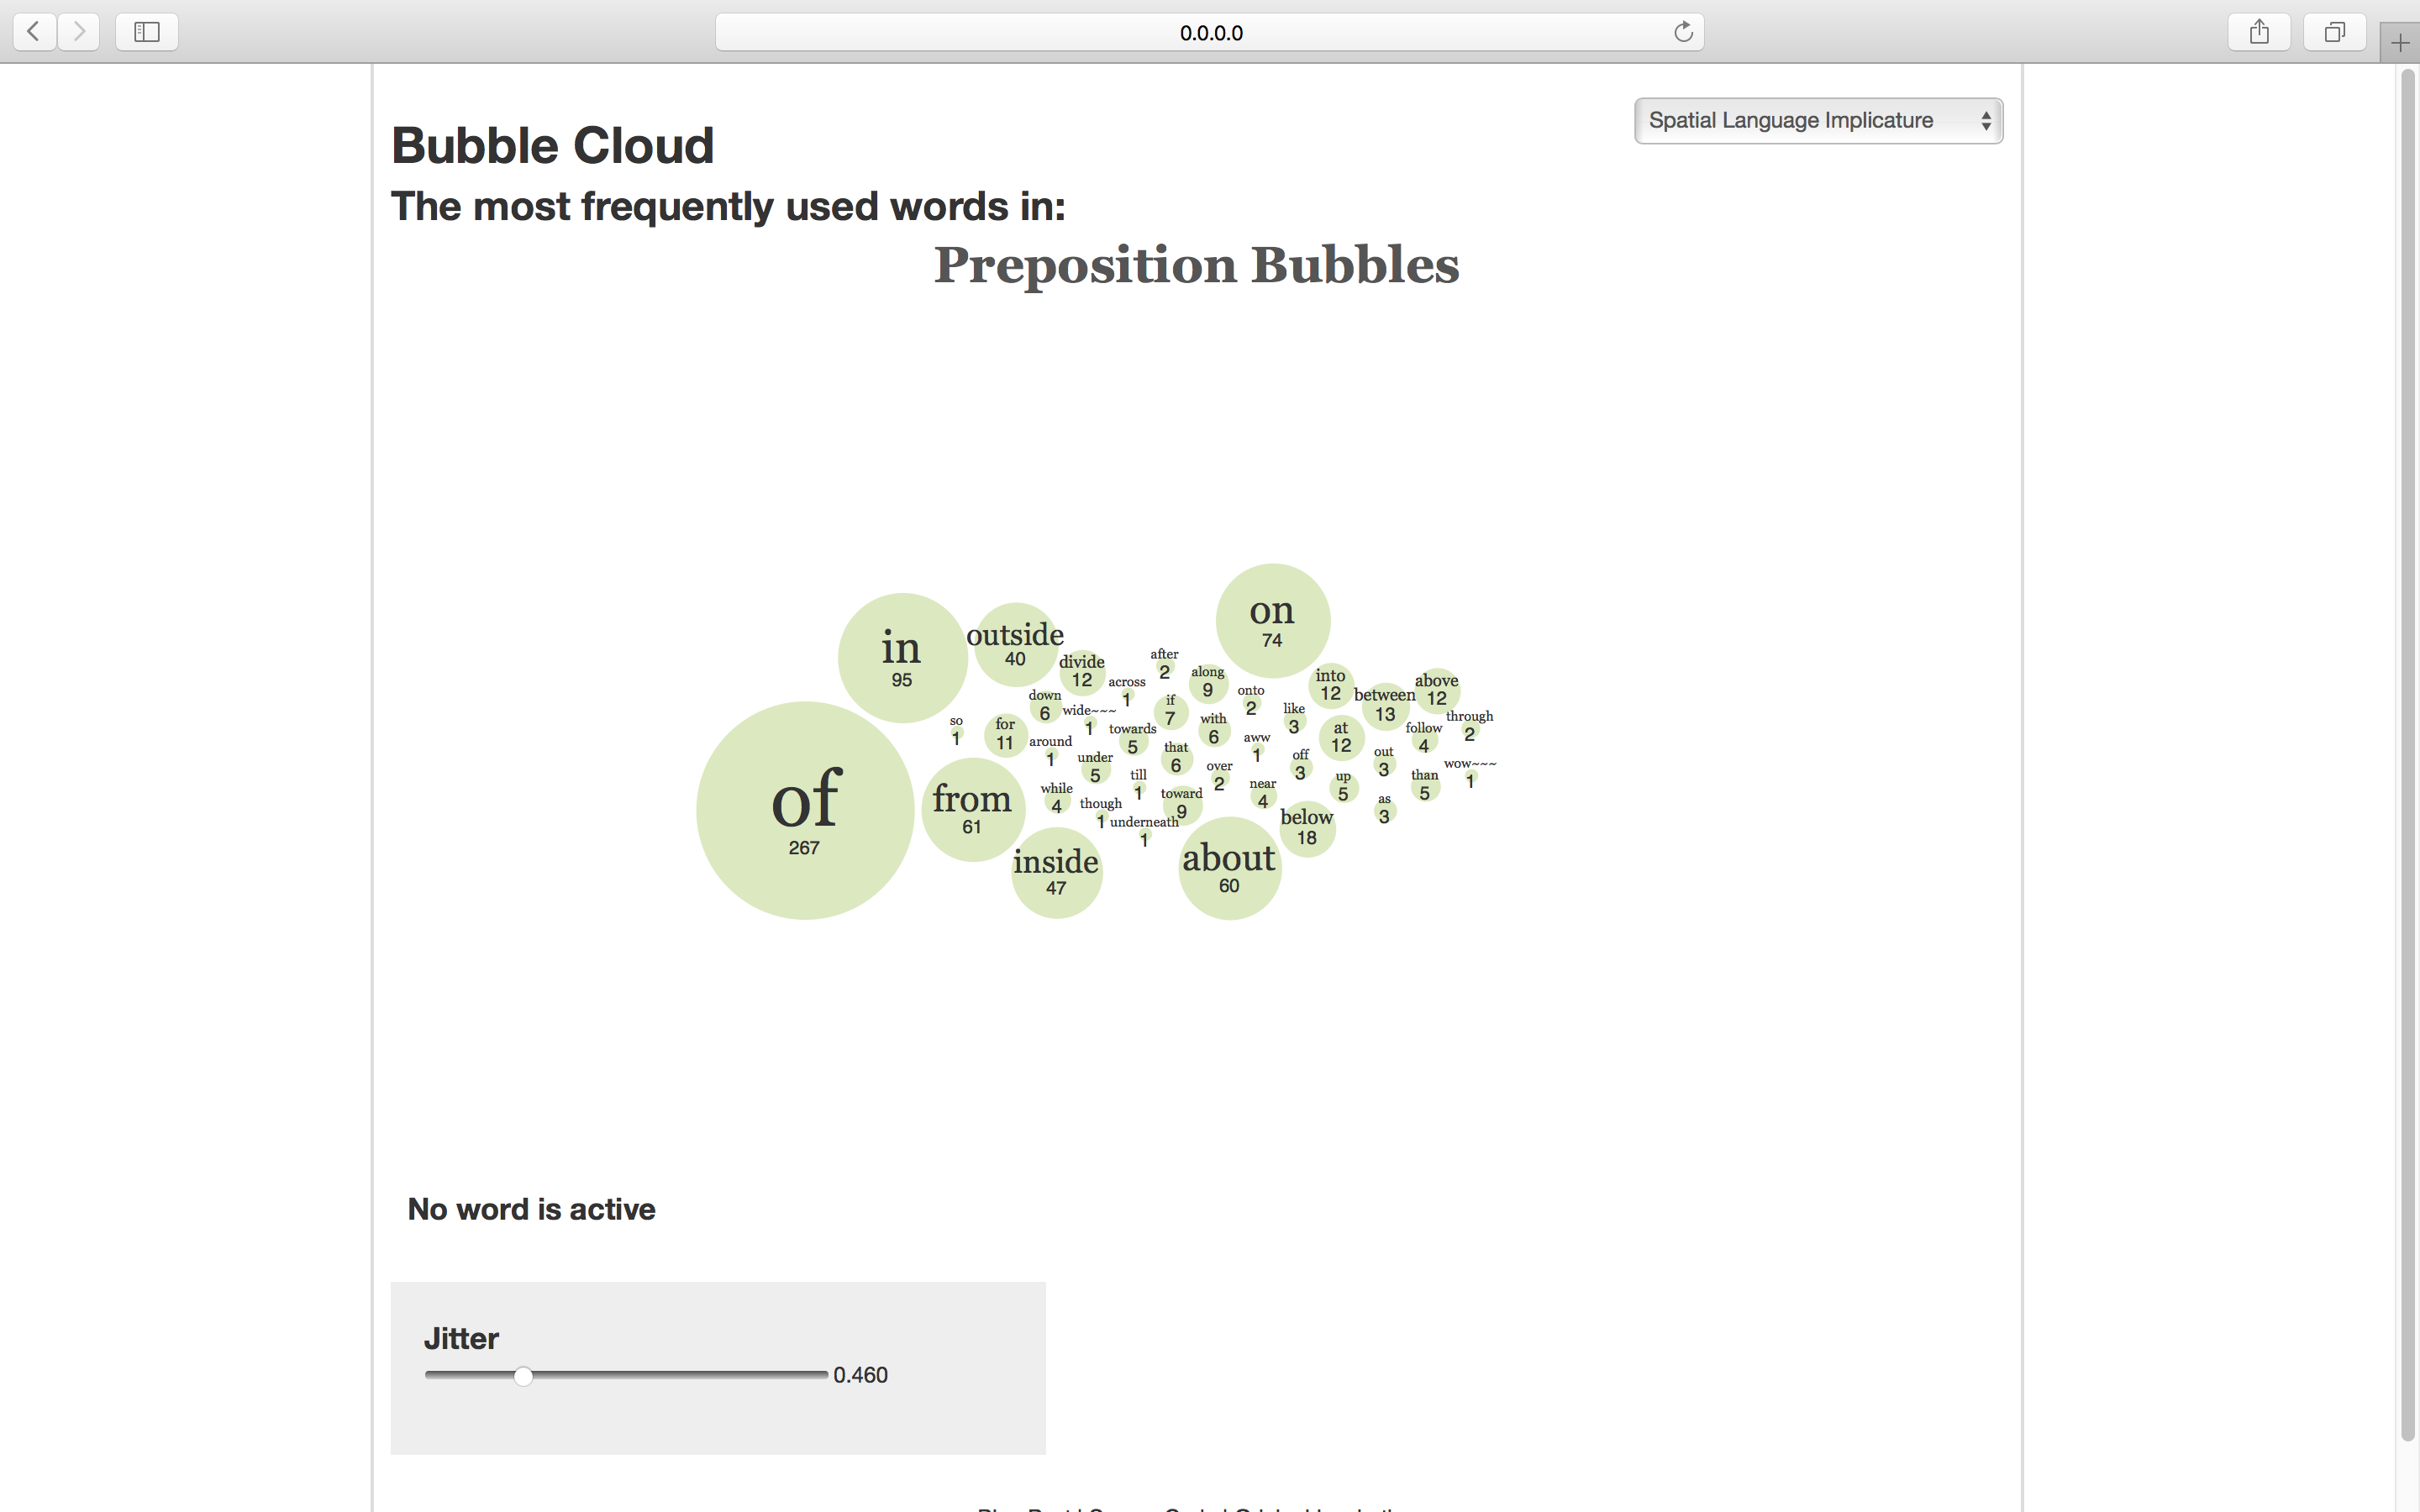 0.0.0.0
Spatial Language Implicature
Bubble Cloud
The most frequently used words in:
Preposition Bubbles
on
74
in
95
outside
40
divide
12
after
2
along
9
across
1
into
12
above
12
between
13
down
6
wide~~~
1
if
7
onto
2
like
3
through
2
so
1
for
11
towards
5
with
6
at
12
follow
4
around
1
that
6
aww
1
off
3
out
3
wow~~~
1
under
5
till
1
over
2
up
5
than
5
of
267
from
61
while
4
though
1
toward
9
near
4
as
3
underneath
1
below
18
inside
47
about
60
No word is active
Jitter
0.460